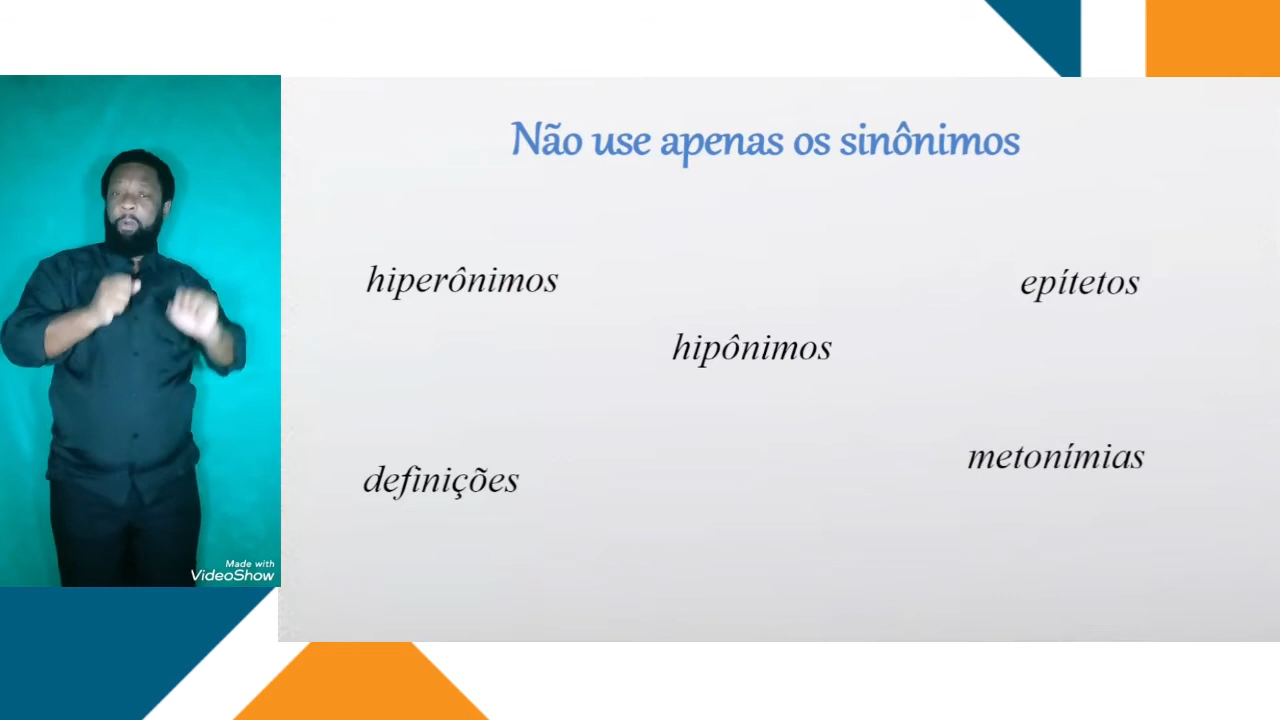 Não use apenas os sinônimos
hiperônimos
epítetos
hipônimos
metonímias
definições
Made with
VideoShow